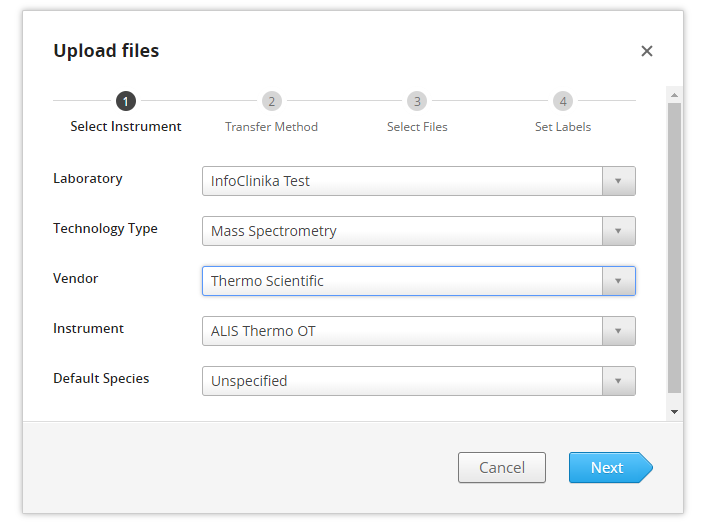 Upload files
1 2 3 4
Select Instrument Transfer Method Select Files Set Labels
Laboratory InfoClinika Test
Technology Type Mass Spectrometry
Vendor Thermo Scientific
Instrument ALIS Thermo OT
Default Species Unspecified
Cancel Next